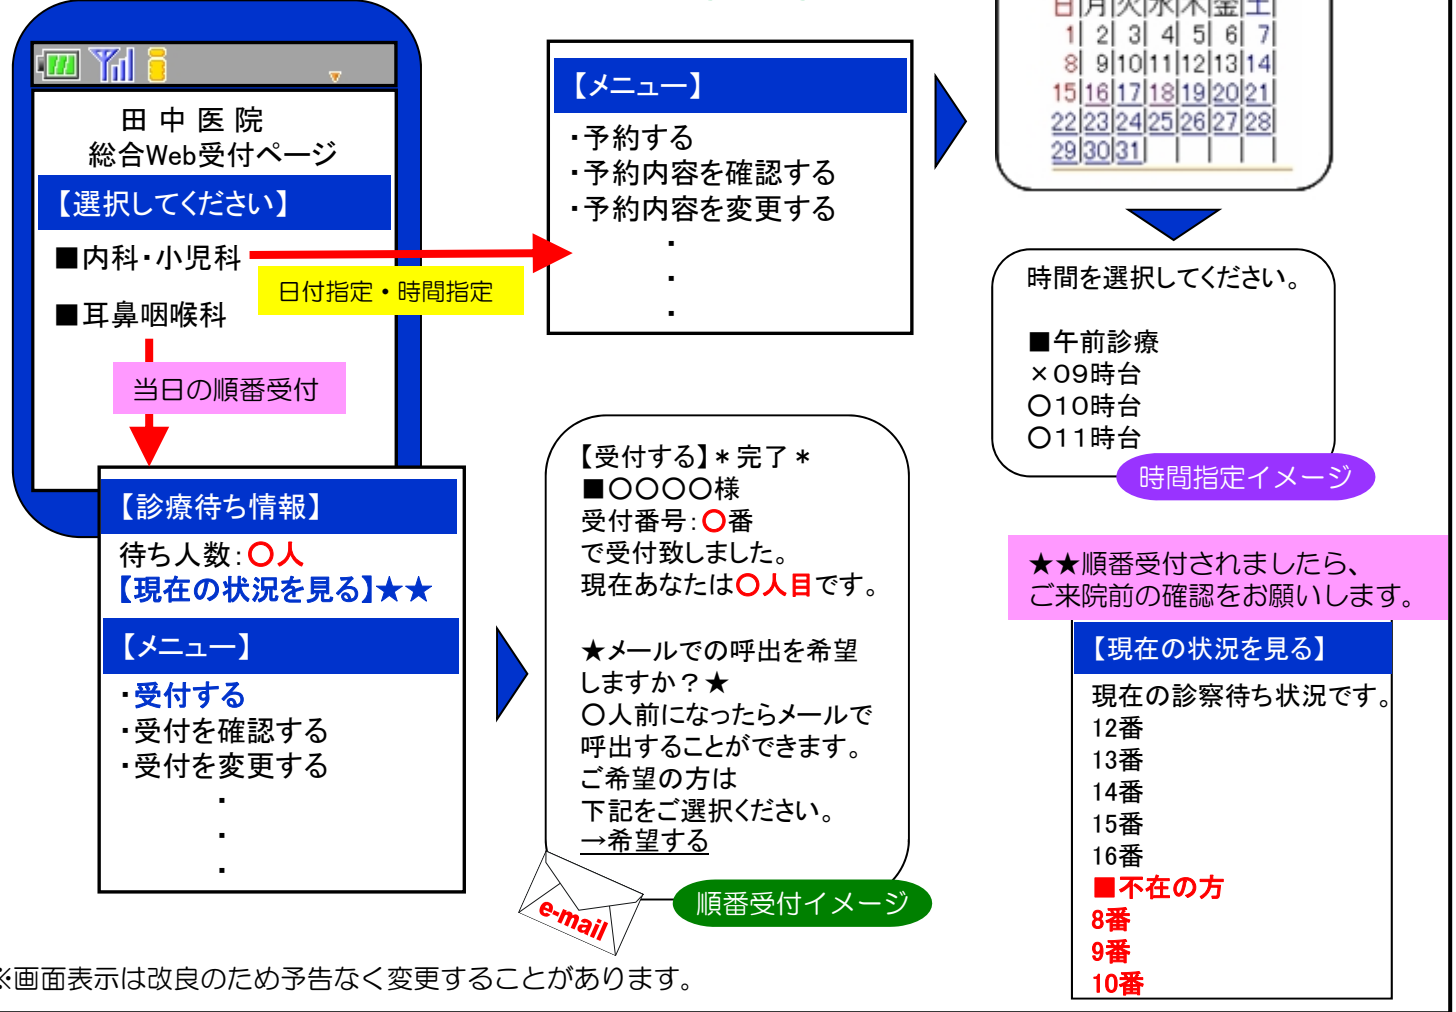 田中医院
総合Web受付ページ
【選択してください】
■内科・小児科
■耳鼻咽喉科
日付指定・時間指定
当日の順番受付
【メニュー】
・予約する
・予約内容を確認する
・予約内容を変更する
・
・
・
日 月 火 水 木 金 土
1 2 3 4 5 6 7
8 9 10 11 12 13 14
15 16 17 18 19 20 21
22 23 24 25 26 27 28
29 30 31
時間を選択してください。
■午前診療
×09時台
○10時台
○11時台
時間指定イメージ
【診療待ち情報】
待ち人数:○人
【現在の状況を見る】★★
【メニュー】
・受付する
・受付を確認する
・受付を変更する
・
・
・
【受付する】*完了*
■○○○○様
受付番号:○番
で受付致しました。
現在あなたは○人目です。
★メールでの呼出を希望
しますか?★
○人前になったらメールで
呼出することができます。
ご希望の方は
下記をご選択ください。
→希望する
e-mail
順番受付イメージ
★★順番受付されましたら、
ご来院前の確認をお願いします。
【現在の状況を見る】
現在の診察待ち状況です。
12番
13番
14番
15番
16番
■不在の方
8番
9番
10番
※画面表示は改良のため予告なく変更することがあります。